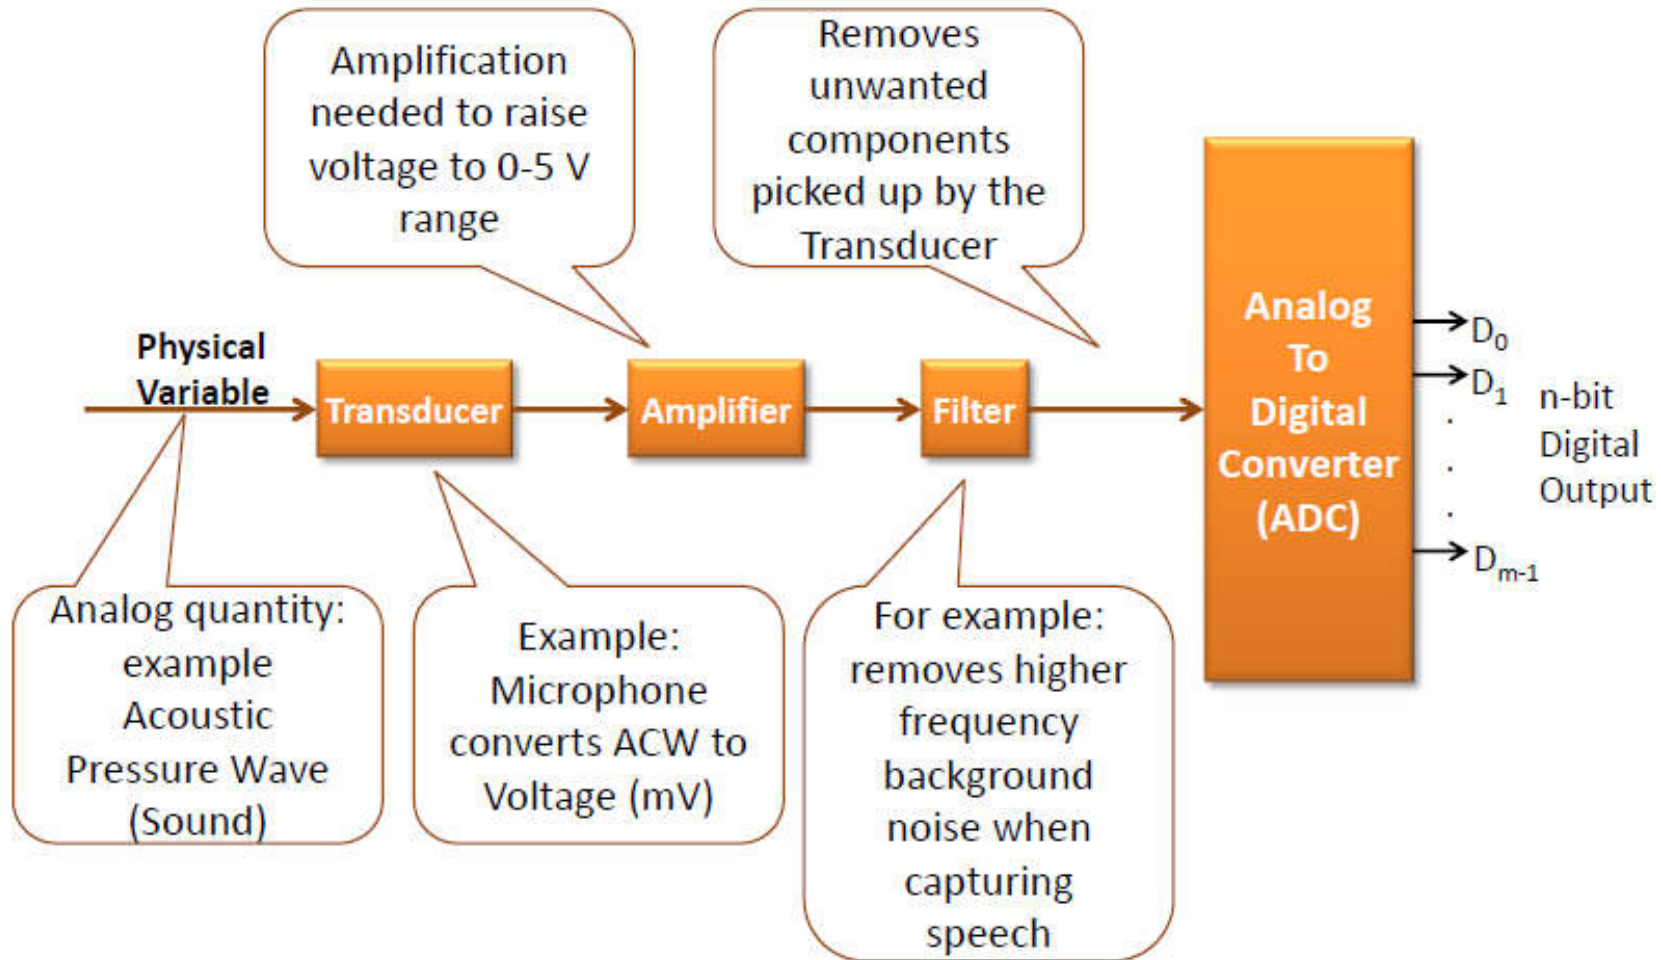 Amplification
needed to raise
voltage to 0-5 V
range
Removes
unwanted
components
picked up by the
Transducer
Physical
Variable
Transducer
Amplifier
Filter
Analog
To
Digital
Converter
(ADC)
D0
D1
.
.
.
Dm-1
n-bit
Digital
Output
Analog quantity:
example
Acoustic
Pressure Wave
(Sound)
Example:
Microphone
converts ACW to
Voltage (mV)
For example:
removes higher
frequency
background
noise when
capturing
speech